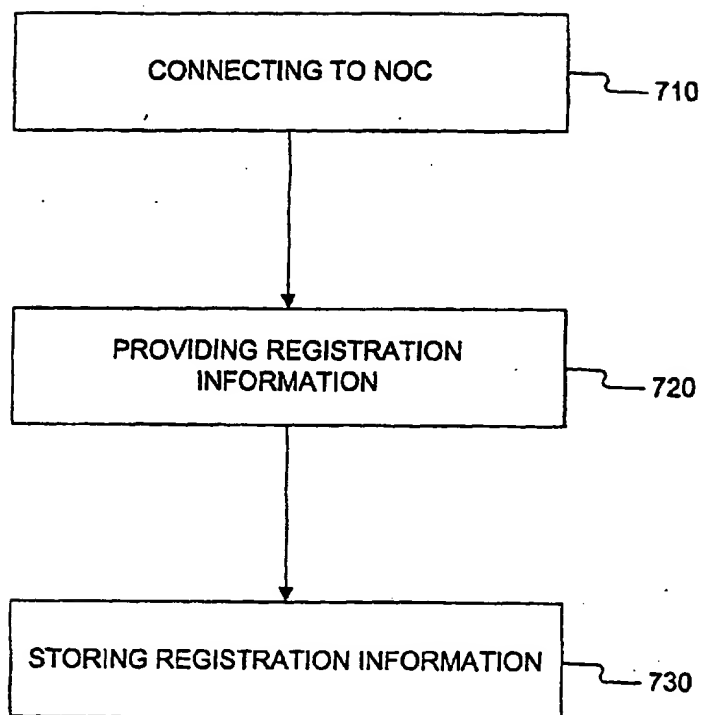 CONNECTING TO NOC
710
PROVIDING REGISTRATION
INFORMATION
720
STORING REGISTRATION INFORMATION
730